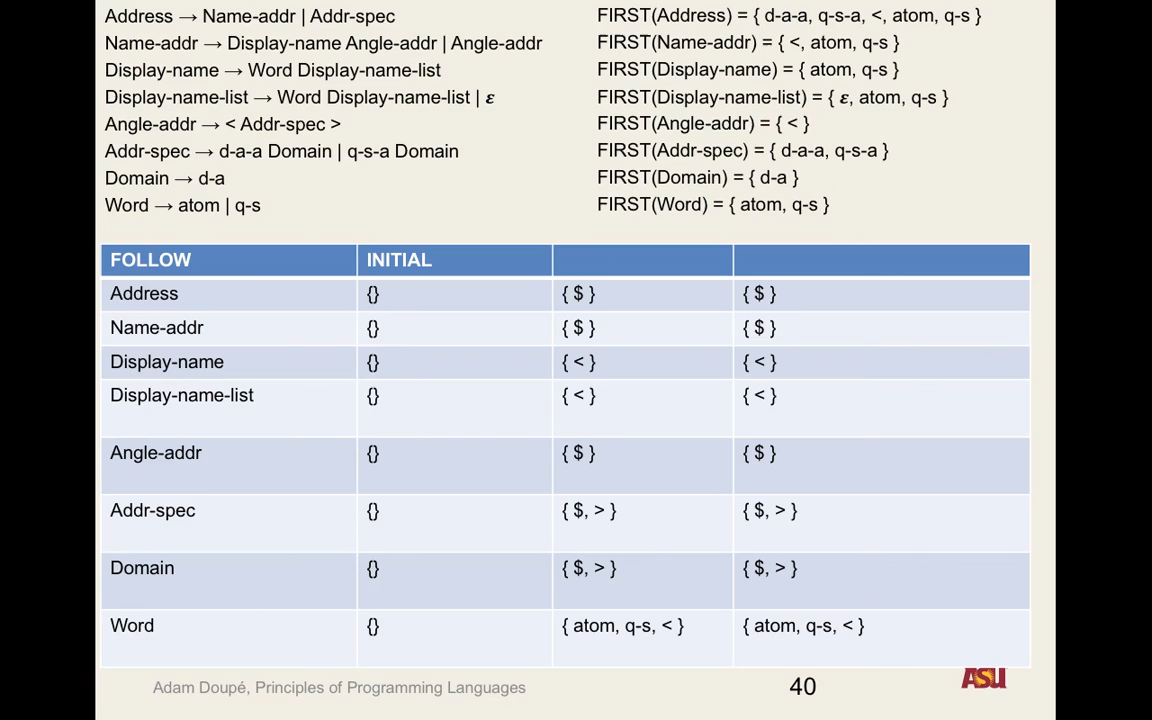 Address → Name-addr | Addr-spec
Name-addr → Display-name Angle-addr | Angle-addr
Display-name → Word Display-name-list
Display-name-list → Word Display-name-list | ε
Angle-addr → < Addr-spec >
Addr-spec → d-a-a Domain | q-s-a Domain
Domain → d-a
Word → atom | q-s
FIRST(Address) = { d-a-a, q-s-a, <, atom, q-s }
FIRST(Name-addr) = { <, atom, q-s }
FIRST(Display-name) = { atom, q-s }
FIRST(Display-name-list) = { ε, atom, q-s }
FIRST(Angle-addr) = { < }
FIRST(Addr-spec) = { d-a-a, q-s-a }
FIRST(Domain) = { d-a }
FIRST(Word) = { atom, q-s }
FOLLOW INITIAL
Address {} { $ } { $ }
Name-addr {} { $ } { $ }
Display-name {} { < } { < }
Display-name-list {} { < } { < }
Angle-addr {} { $ } { $ }
Addr-spec {} { $, > } { $, > }
Domain {} { $, > } { $, > }
Word {} { atom, q-s, < } { atom, q-s, < }
Adam Doupé, Principles of Programming Languages
40
ASU